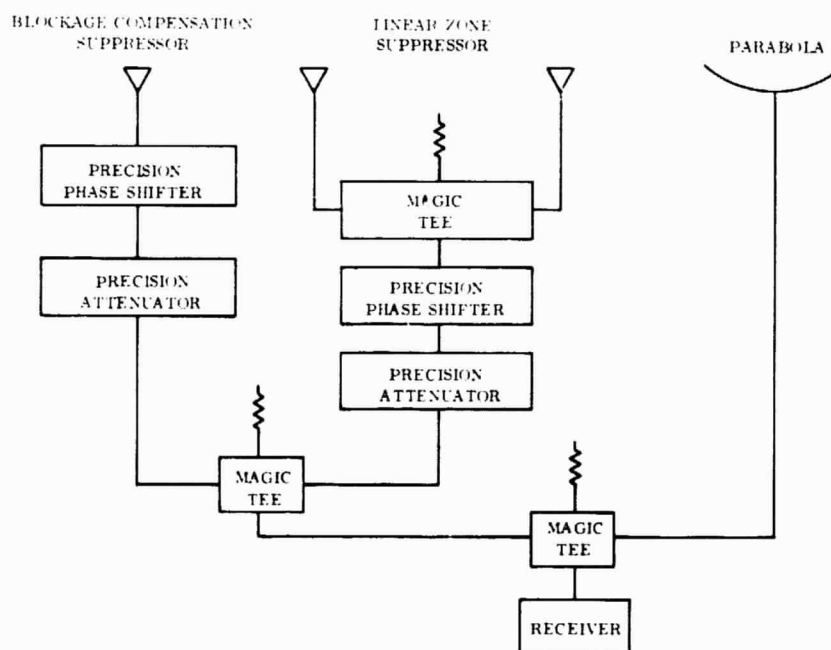 BLOCKAGE COMPENSATION
SUPPRESSOR
LINEAR ZONE
SUPPRESSOR
PARABOLA
PRECISION
PHASE SHIFTER
MAGIC
TEE
PRECISION
ATTENUATOR
PRECISION
PHASE SHIFTER
PRECISION
ATTENUATOR
MAGIC
TEE
MAGIC
TEE
RECEIVER